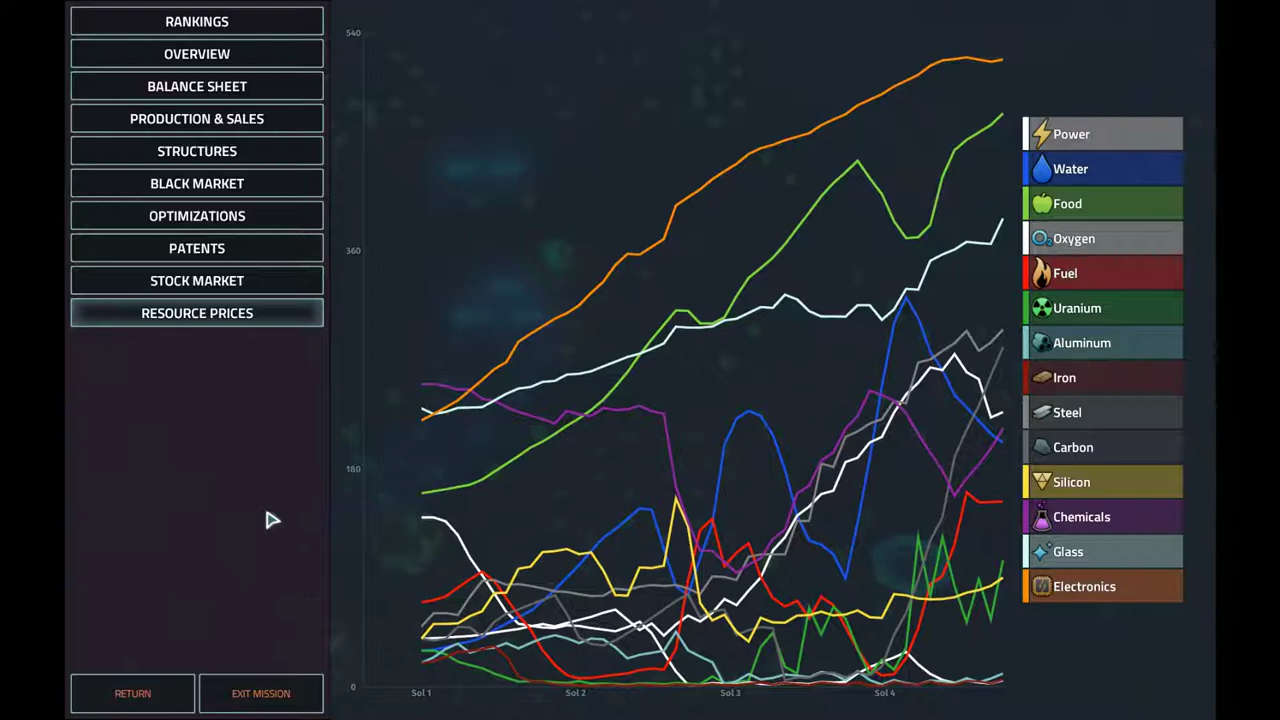 RANKINGS
OVERVIEW
BALANCE SHEET
PRODUCTION & SALES
STRUCTURES
BLACK MARKET
OPTIMIZATIONS
PATENTS
STOCK MARKET
RESOURCE PRICES
RETURN
EXIT MISSION
540
360
180
0
Sol 1
Sol 2
Sol 3
Sol 4
Power
Water
Food
O₂ Oxygen
Fuel
Uranium
Aluminum
Iron
Steel
Carbon
Silicon
Chemicals
Glass
Electronics